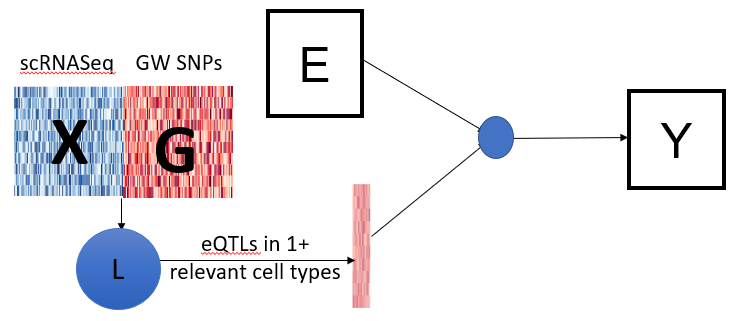 scRNASeq GW SNPs
X G
E
Y
L
eQTLs in 1+
relevant cell types